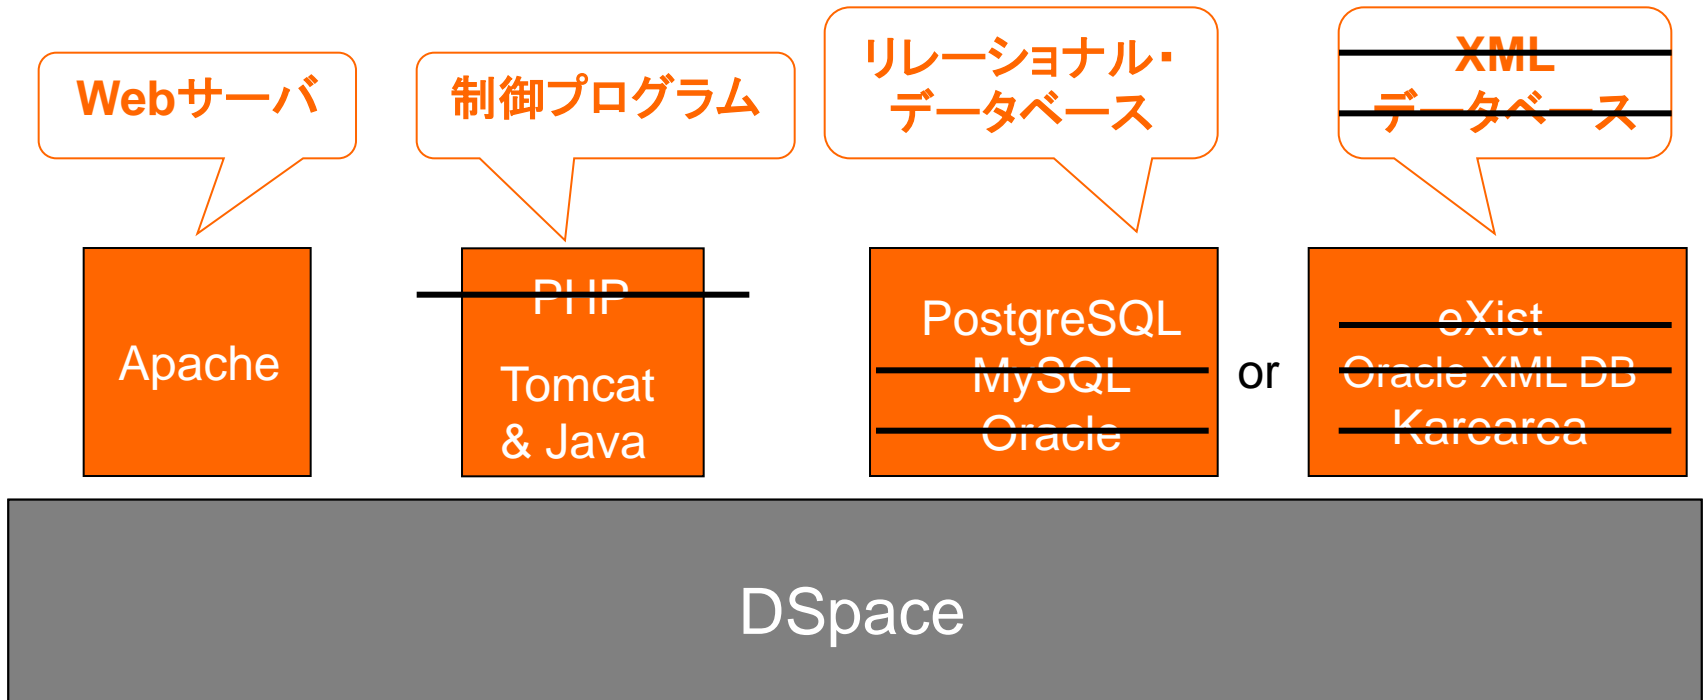 Webサーバ
制御プログラム
リレーショナル・
データベース
XML
データベース
Apache
PHP
Tomcat
& Java
PostgreSQL
MySQL
Oracle
or
eXist
Oracle XML DB
Karearea
DSpace